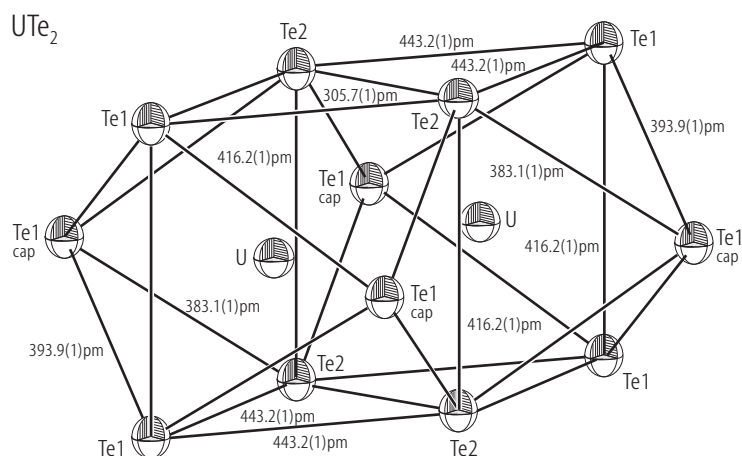 UTe2
Te2
443.2(1)pm
Te1
443.2(1)pm
305.7(1)pm
Te1
Te2
393.9(1)pm
416.2(1)pm
Te1
cap
383.1(1)pm
U
Te1
cap
U
416.2(1)pm
Te1
cap
Te1
cap
383.1(1)pm
416.2(1)pm
393.9(1)pm
Te2
Te1
443.2(1)pm
Te1
443.2(1)pm
Te2